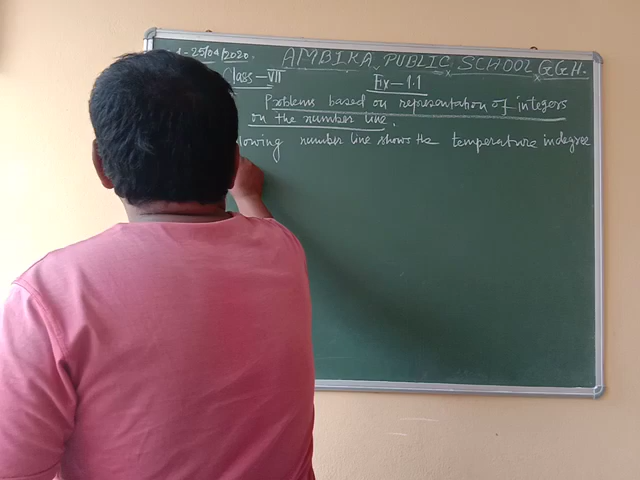 25/04/2020. AMBIKA PUBLIC SCHOOL G.G.H.
Class-VII Ex-1.1
Problems based on representation of integers
on the number line.
number line shows the temperature in degree